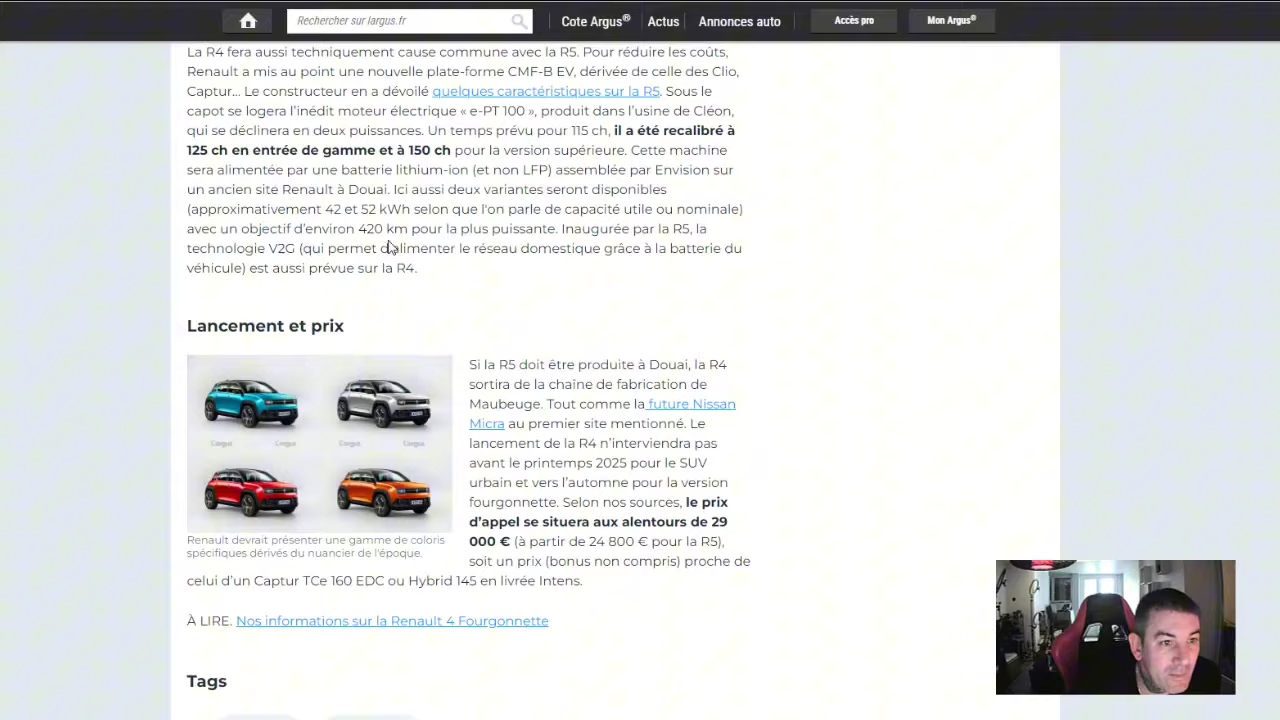 Rechercher sur largus.fr
Cote Argus® Actus Annonces auto Accès pro Mon Argus®
La R4 fera aussi techniquement cause commune avec la R5. Pour réduire les coûts,
Renault a mis au point une nouvelle plate-forme CMF-B EV, dérivée de celle des Clio,
Captur... Le constructeur en a dévoilé quelques caractéristiques sur la R5. Sous le
capot se logera l'inédit moteur électrique « e-PT 100 », produit dans l'usine de Cléon,
qui se déclinera en deux puissances. Un temps prévu pour 115 ch, il a été recalibré à
125 ch en entrée de gamme et à 150 ch pour la version supérieure. Cette machine
sera alimentée par une batterie lithium-ion (et non LFP) assemblée par Envision sur
un ancien site Renault à Douai. Ici aussi deux variantes seront disponibles
(approximativement 42 et 52 kWh selon que l'on parle de capacité utile ou nominale)
avec un objectif d'environ 420 km pour la plus puissante. Inaugurée par la R5, la
technologie V2G (qui permet d'alimenter le réseau domestique grâce à la batterie du
véhicule) est aussi prévue sur la R4.
Lancement et prix
L'argus L'argus L'argus L'argus
Renault devrait présenter une gamme de coloris
spécifiques dérivés du nuancier de l'époque.
Si la R5 doit être produite à Douai, la R4
sortira de la chaîne de fabrication de
Maubeuge. Tout comme la future Nissan
Micra au premier site mentionné. Le
lancement de la R4 n'interviendra pas
avant le printemps 2025 pour le SUV
urbain et vers l'automne pour la version
fourgonnette. Selon nos sources, le prix
d'appel se situera aux alentours de 29
000 € (à partir de 24 800 € pour la R5),
soit un prix (bonus non compris) proche de
celui d'un Captur TCe 160 EDC ou Hybrid 145 en livrée Intens.
À LIRE. Nos informations sur la Renault 4 Fourgonnette
Tags